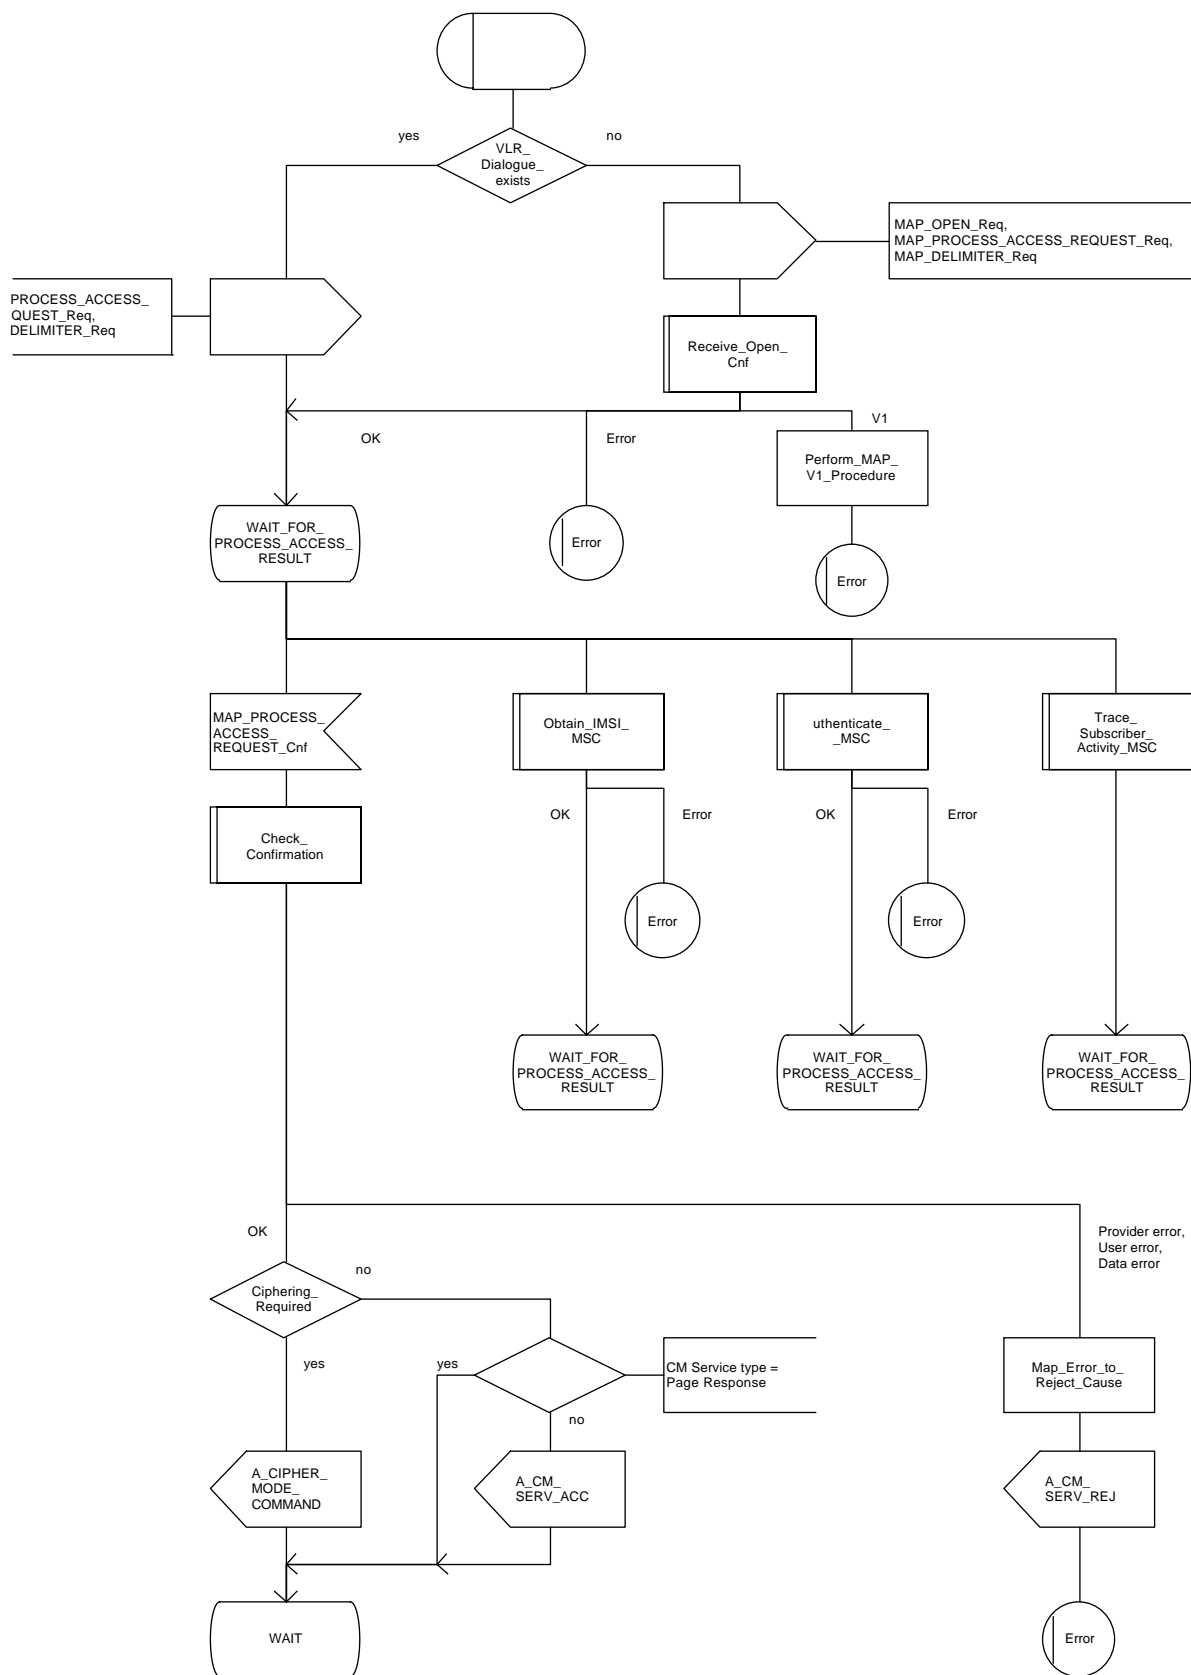 yes
no
VLR_
Dialogue_
exists
MAP_OPEN_Req,
MAP_PROCESS_ACCESS_REQUEST_Req,
MAP_DELIMITER_Req
PROCESS_ACCESS_
QUEST_Req,
DELIMITER_Req
Receive_Open_
Cnf
OK
Error
V1
Perform_MAP_
V1_Procedure
WAIT_FOR_
PROCESS_ACCESS_
RESULT
Error
Error
MAP_PROCESS_
ACCESS_
REQUEST_Cnf
Obtain_IMSI_
MSC
uthenticate_
_MSC
Trace_
Subscriber_
Activity_MSC
OK
Error
OK
Error
Check_
Confirmation
Error
Error
WAIT_FOR_
PROCESS_ACCESS_
RESULT
WAIT_FOR_
PROCESS_ACCESS_
RESULT
WAIT_FOR_
PROCESS_ACCESS_
RESULT
OK
Provider error,
User error,
Data error
no
Ciphering_
Required
yes
yes
CM Service type =
Page Response
Map_Error_to_
Reject_Cause
no
A_CIPHER_
MODE_
COMMAND
A_CM_
SERV_ACC
A_CM_
SERV_REJ
WAIT
Error